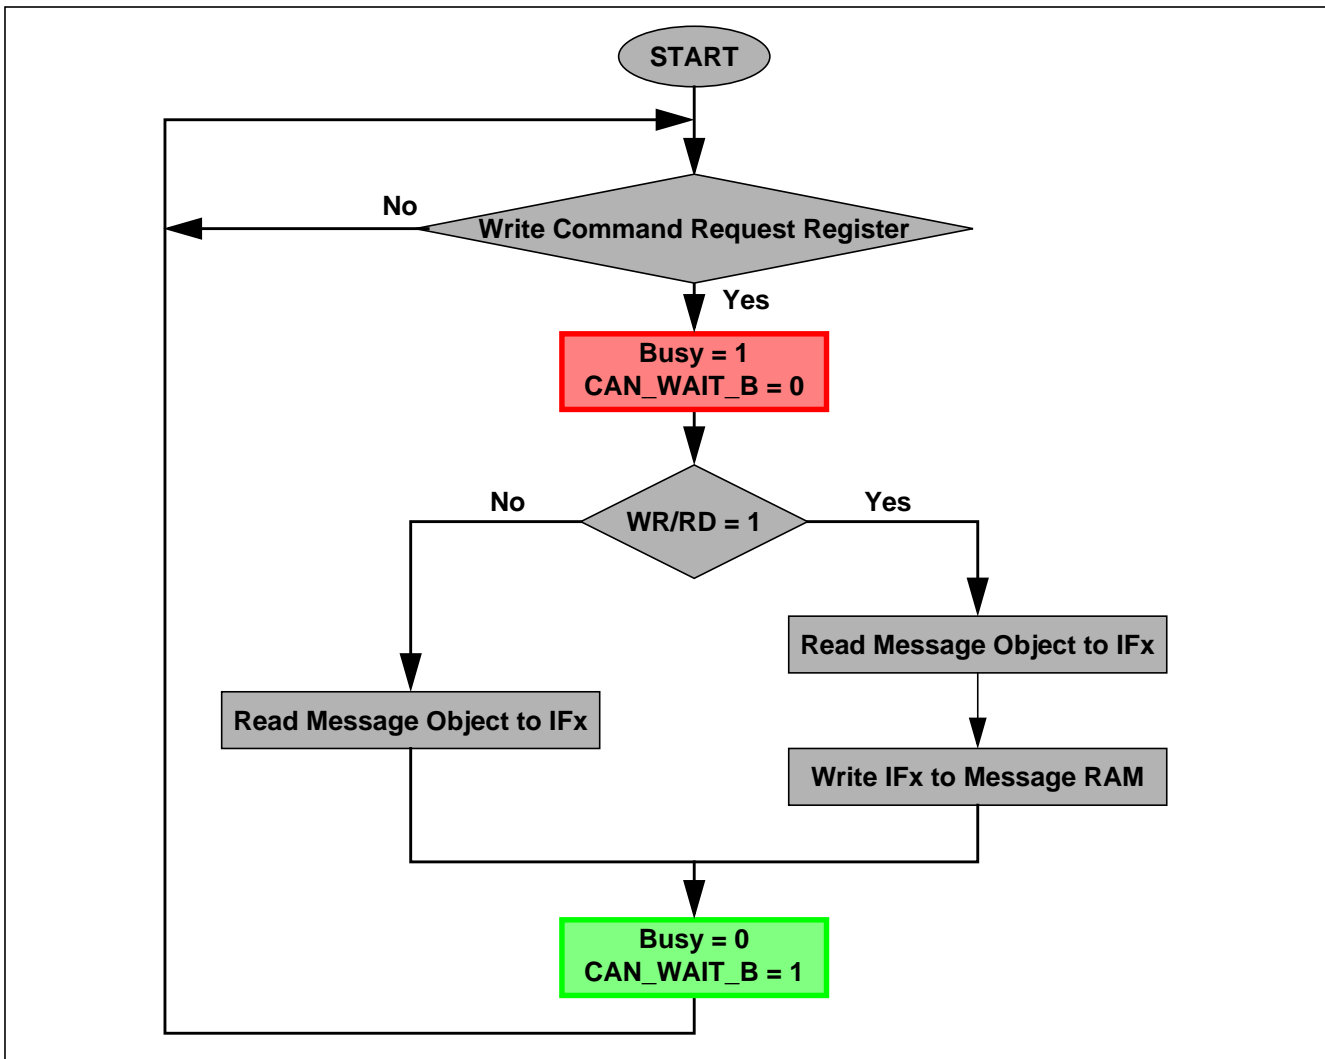 START
No
Write Command Request Register
Yes
Busy = 1
CAN_WAIT_B = 0
No
Yes
WR/RD = 1
Read Message Object to IFx
Read Message Object to IFx
Write IFx to Message RAM
Busy = 0
CAN_WAIT_B = 1